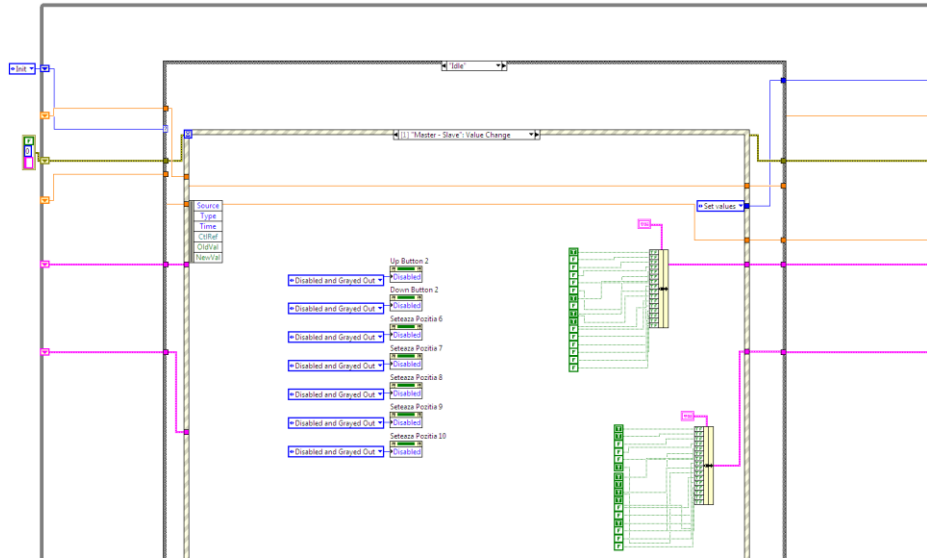 "Idle"
Init
[1] "Master - Slave": Value Change
F
0
Source
Type
Time
CtlRef
OldVal
NewVal
Set values
Up Button 2
Disabled and Grayed Out
Disabled
Down Button 2
Disabled and Grayed Out
Disabled
Seteaza Pozitia 6
Disabled and Grayed Out
Disabled
Seteaza Pozitia 7
Disabled and Grayed Out
Disabled
Seteaza Pozitia 8
Disabled and Grayed Out
Disabled
Seteaza Pozitia 9
Disabled and Grayed Out
Disabled
Seteaza Pozitia 10
Disabled and Grayed Out
Disabled